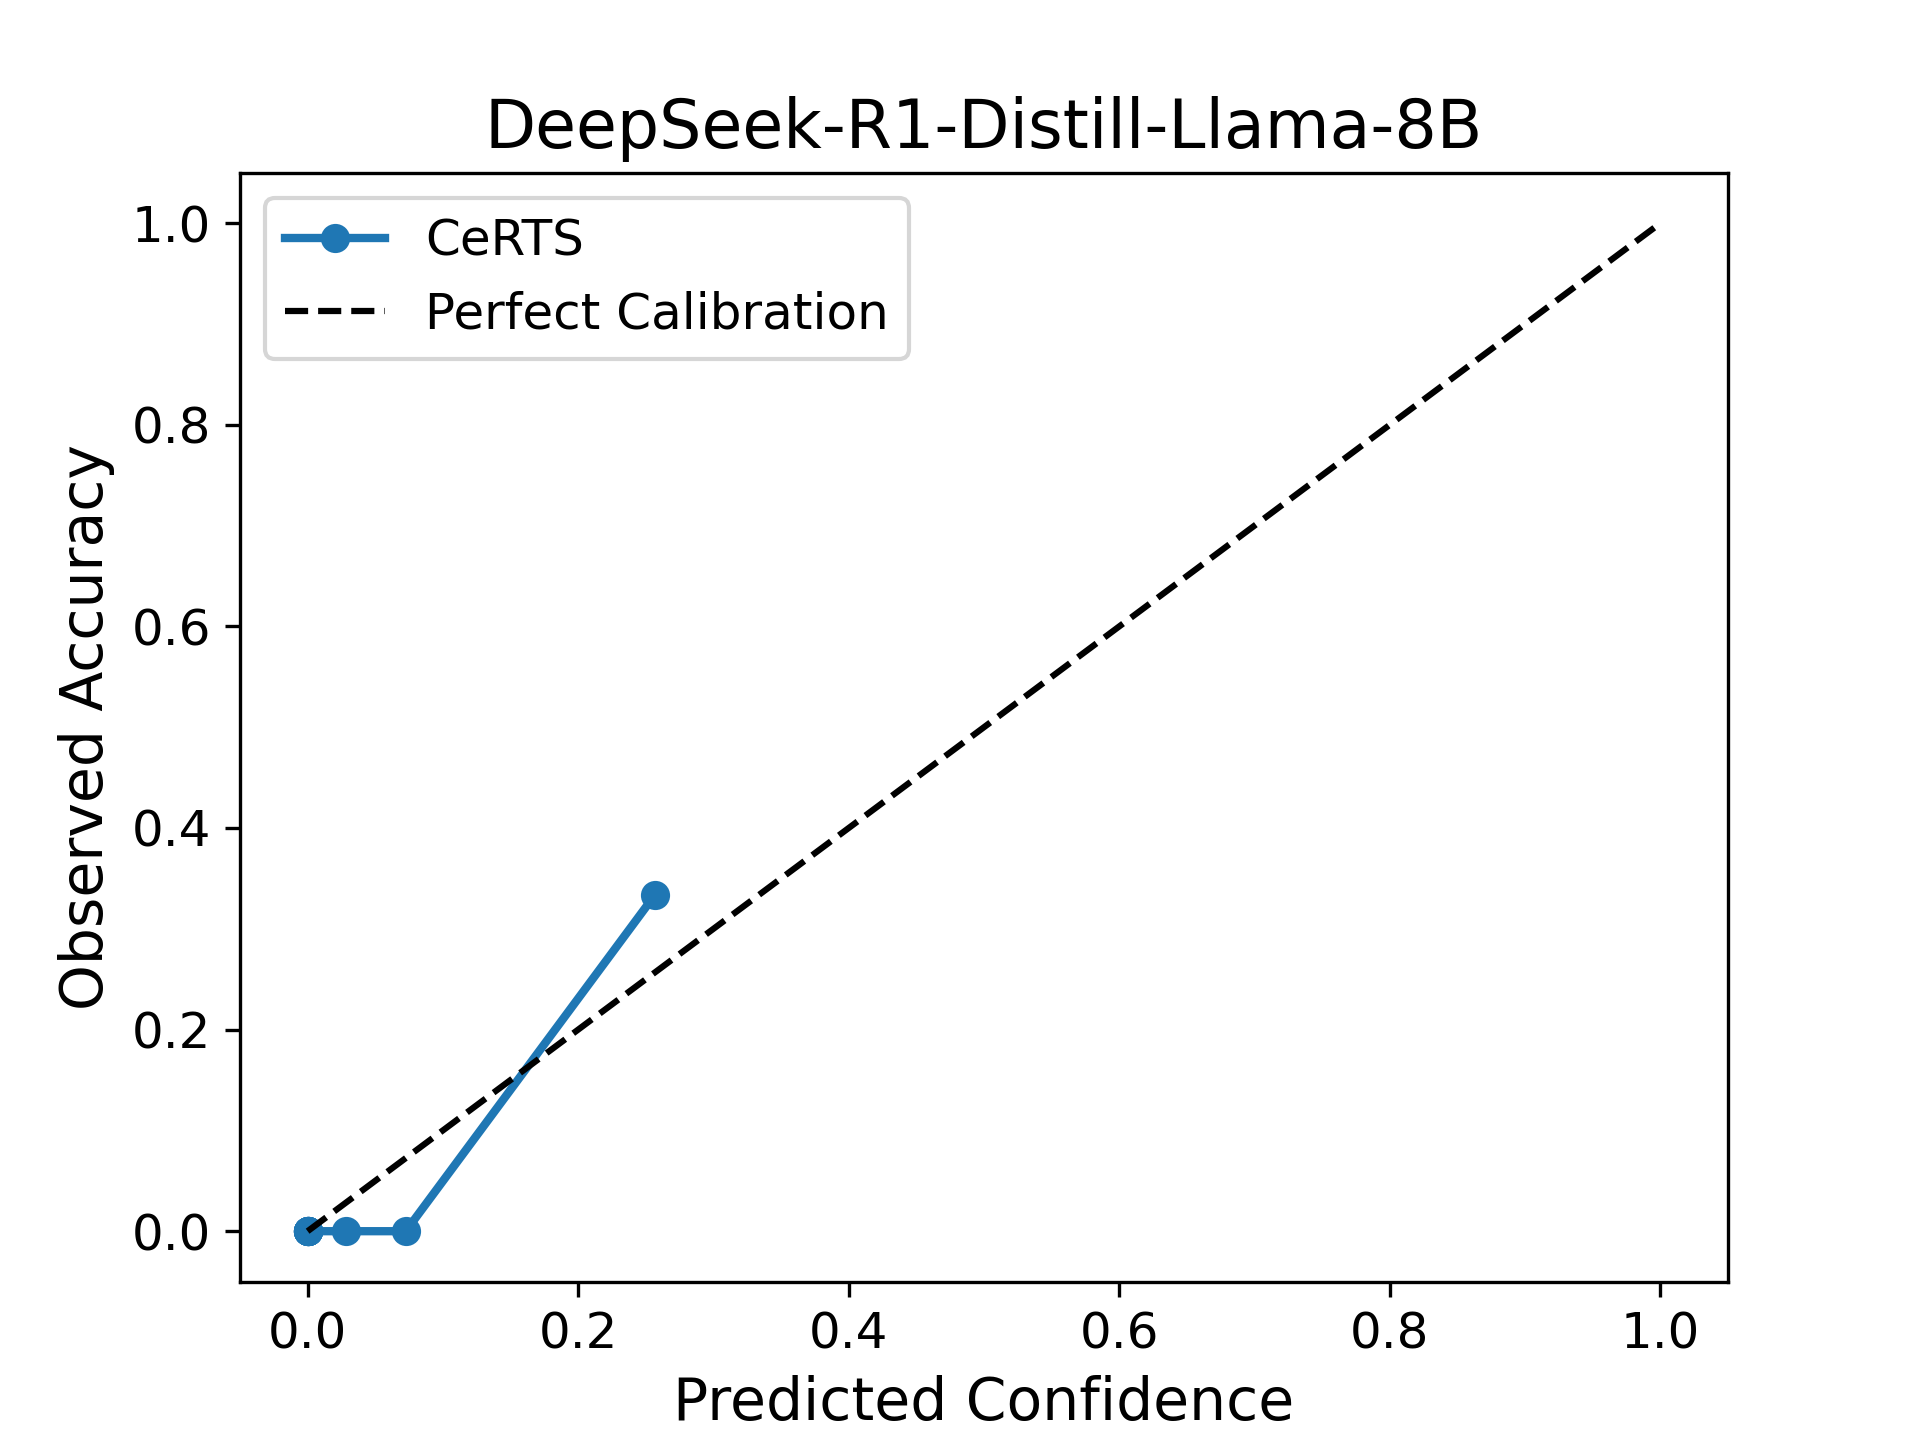 DeepSeek-R1-Distill-Llama-8B
CeRTS
Perfect Calibration
1.0
0.8
0.6
0.4
0.2
0.0
Observed Accuracy
0.0 0.2 0.4 0.6 0.8 1.0
Predicted Confidence